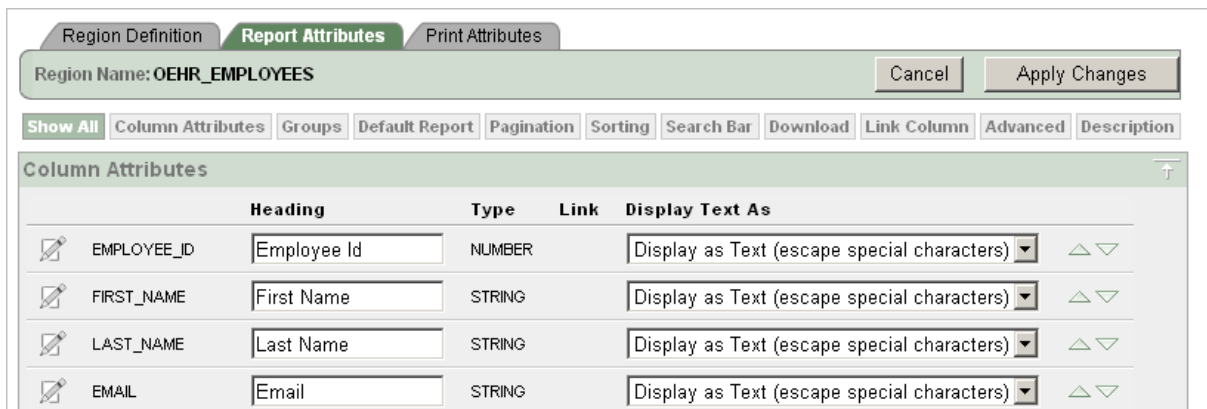 Region Definition Report Attributes Print Attributes
Region Name: OEHR_EMPLOYEES Cancel Apply Changes
Show All Column Attributes Groups Default Report Pagination Sorting Search Bar Download Link Column Advanced Description
Column Attributes
Heading Type Link Display Text As
EMPLOYEE_ID Employee Id NUMBER Display as Text (escape special characters)
FIRST_NAME First Name STRING Display as Text (escape special characters)
LAST_NAME Last Name STRING Display as Text (escape special characters)
EMAIL Email STRING Display as Text (escape special characters)